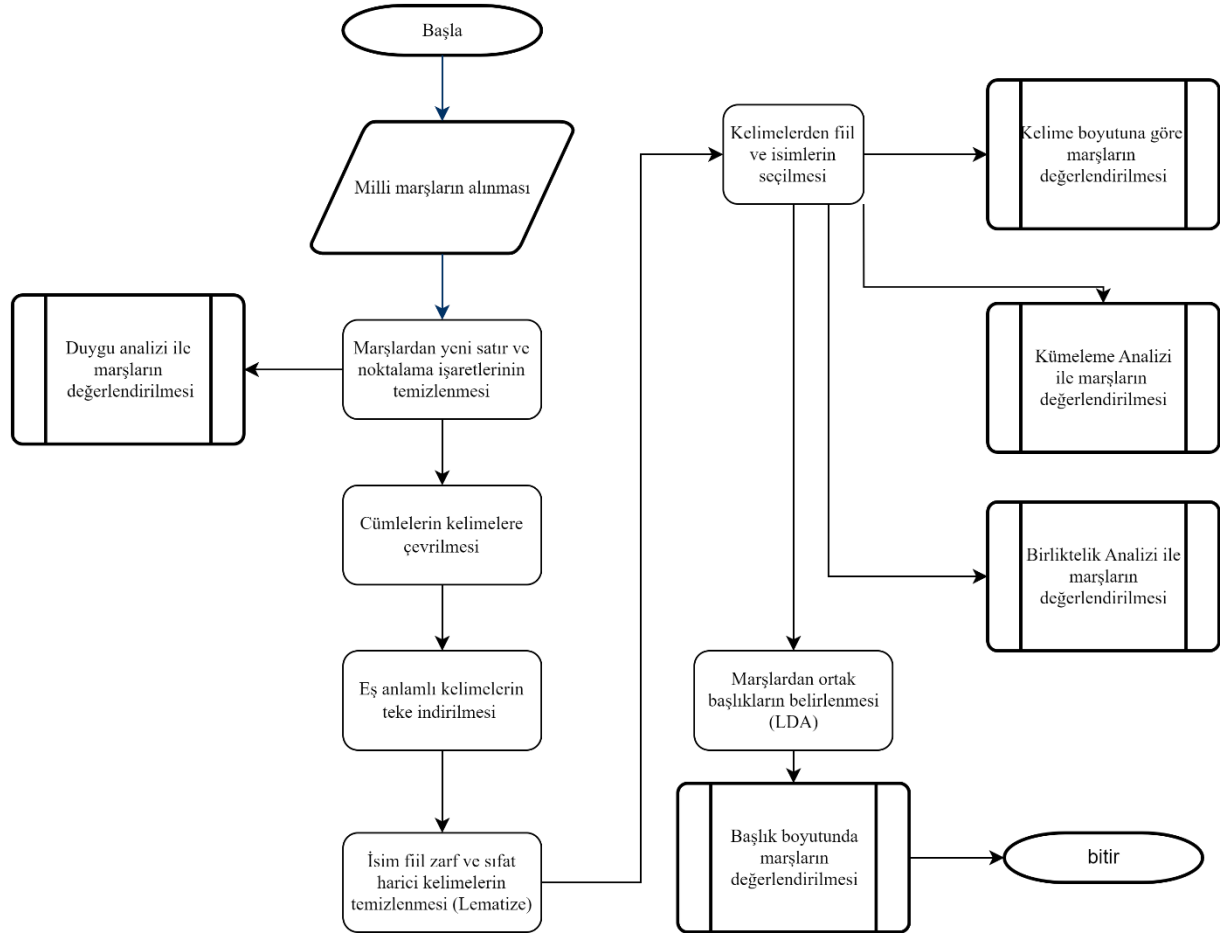 Başla
Milli marşların alınması
Duygu analizi ile
marşların
değerlendirilmesi
Marşlardan yeni satır ve
noktalama işaretlerinin
temizlenmesi
Cümlelerin kelimelere
çevrilmesi
Eş anlamlı kelimelerin
teke indirilmesi
İsim fiil zarf ve sıfat
harici kelimelerin
temizlenmesi (Lematize)
Kelimelerden fiil
ve isimlerin
seçilmesi
Kelime boyutuna göre
marşların
değerlendirilmesi
Kümeleme Analizi
ile marşların
değerlendirilmesi
Birliktelik Analizi ile
marşların
değerlendirilmesi
Marşlardan ortak
başlıkların belirlenmesi
(LDA)
Başlık boyutunda
marşların
değerlendirilmesi
bitir